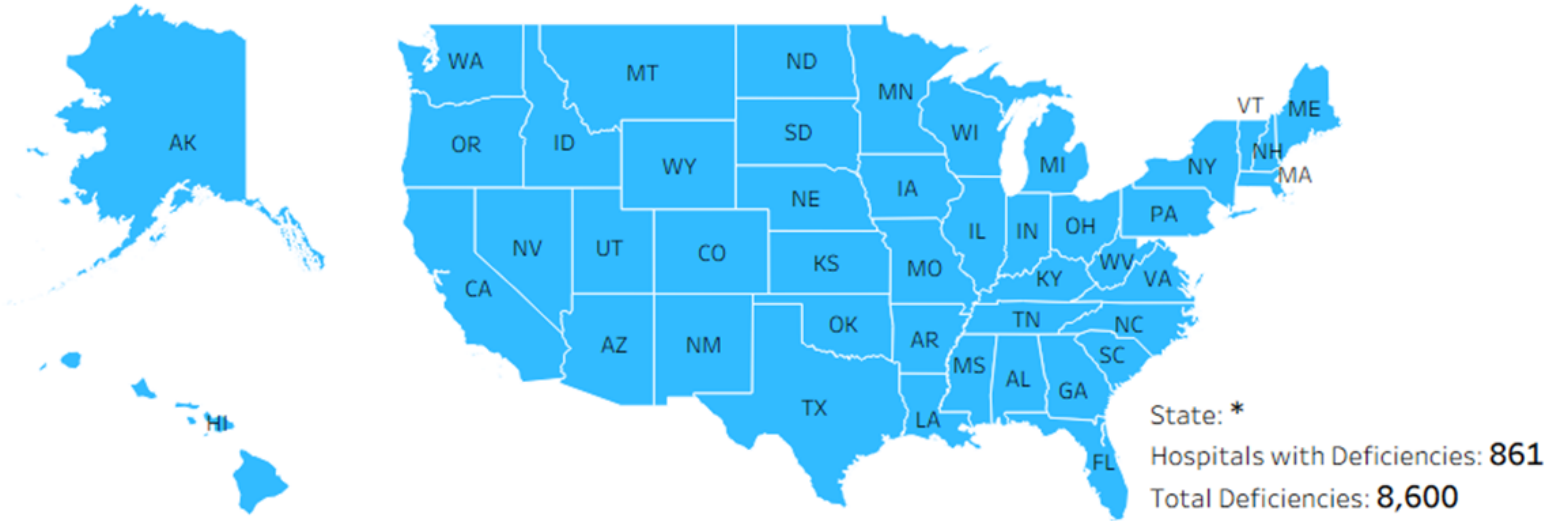 WA
MT
ND
MN
VT
ME
AK
OR
ID
SD
WI
NH
WY
MI
NY
MA
IA
NE
PA
NV
UT
CO
IL
IN
OH
KS
MO
WV
CA
KY
VA
OK
TN
NC
AZ
NM
AR
SC
MS
AL
GA
TX
LA
HI
FL
State: *
Hospitals with Deficiencies: 861
Total Deficiencies: 8,600